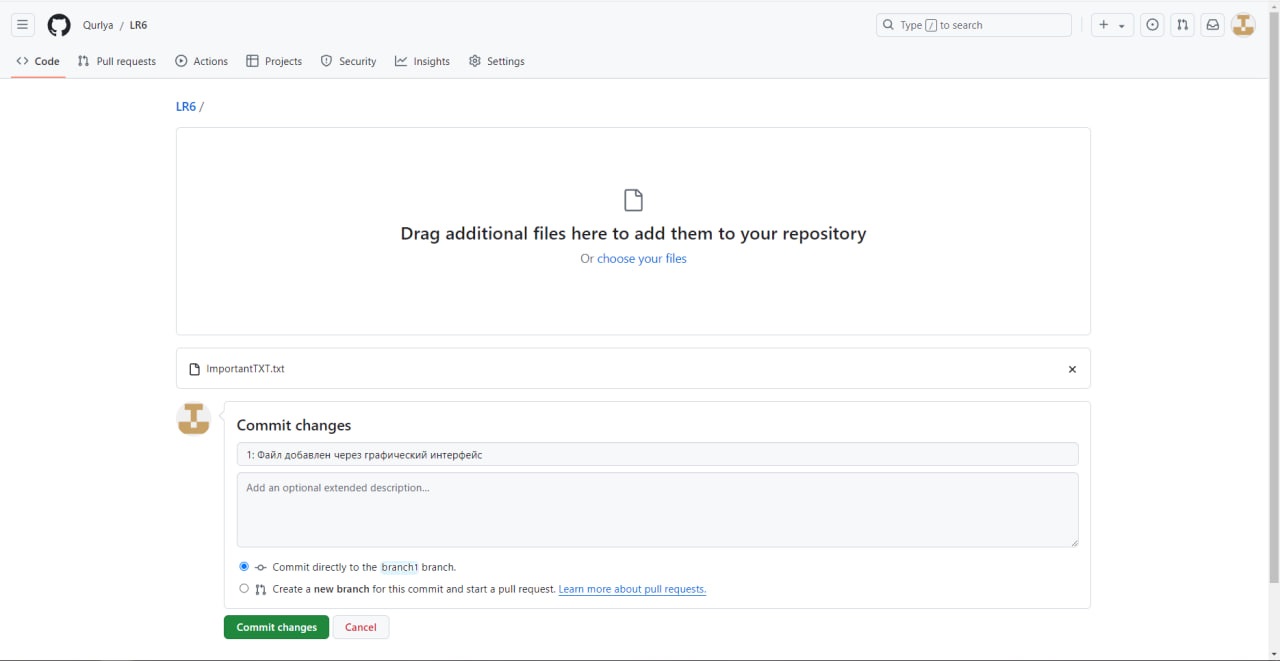 Qurlya / LR6
Type / to search
Code Pull requests Actions Projects Security Insights Settings
LR6 /
Drag additional files here to add them to your repository
Or choose your files
ImportantTXT.txt
Commit changes
1: Файл добавлен через графический интерфейс
Add an optional extended description...
Commit directly to the branch1 branch.
Create a new branch for this commit and start a pull request. Learn more about pull requests.
Commit changes Cancel